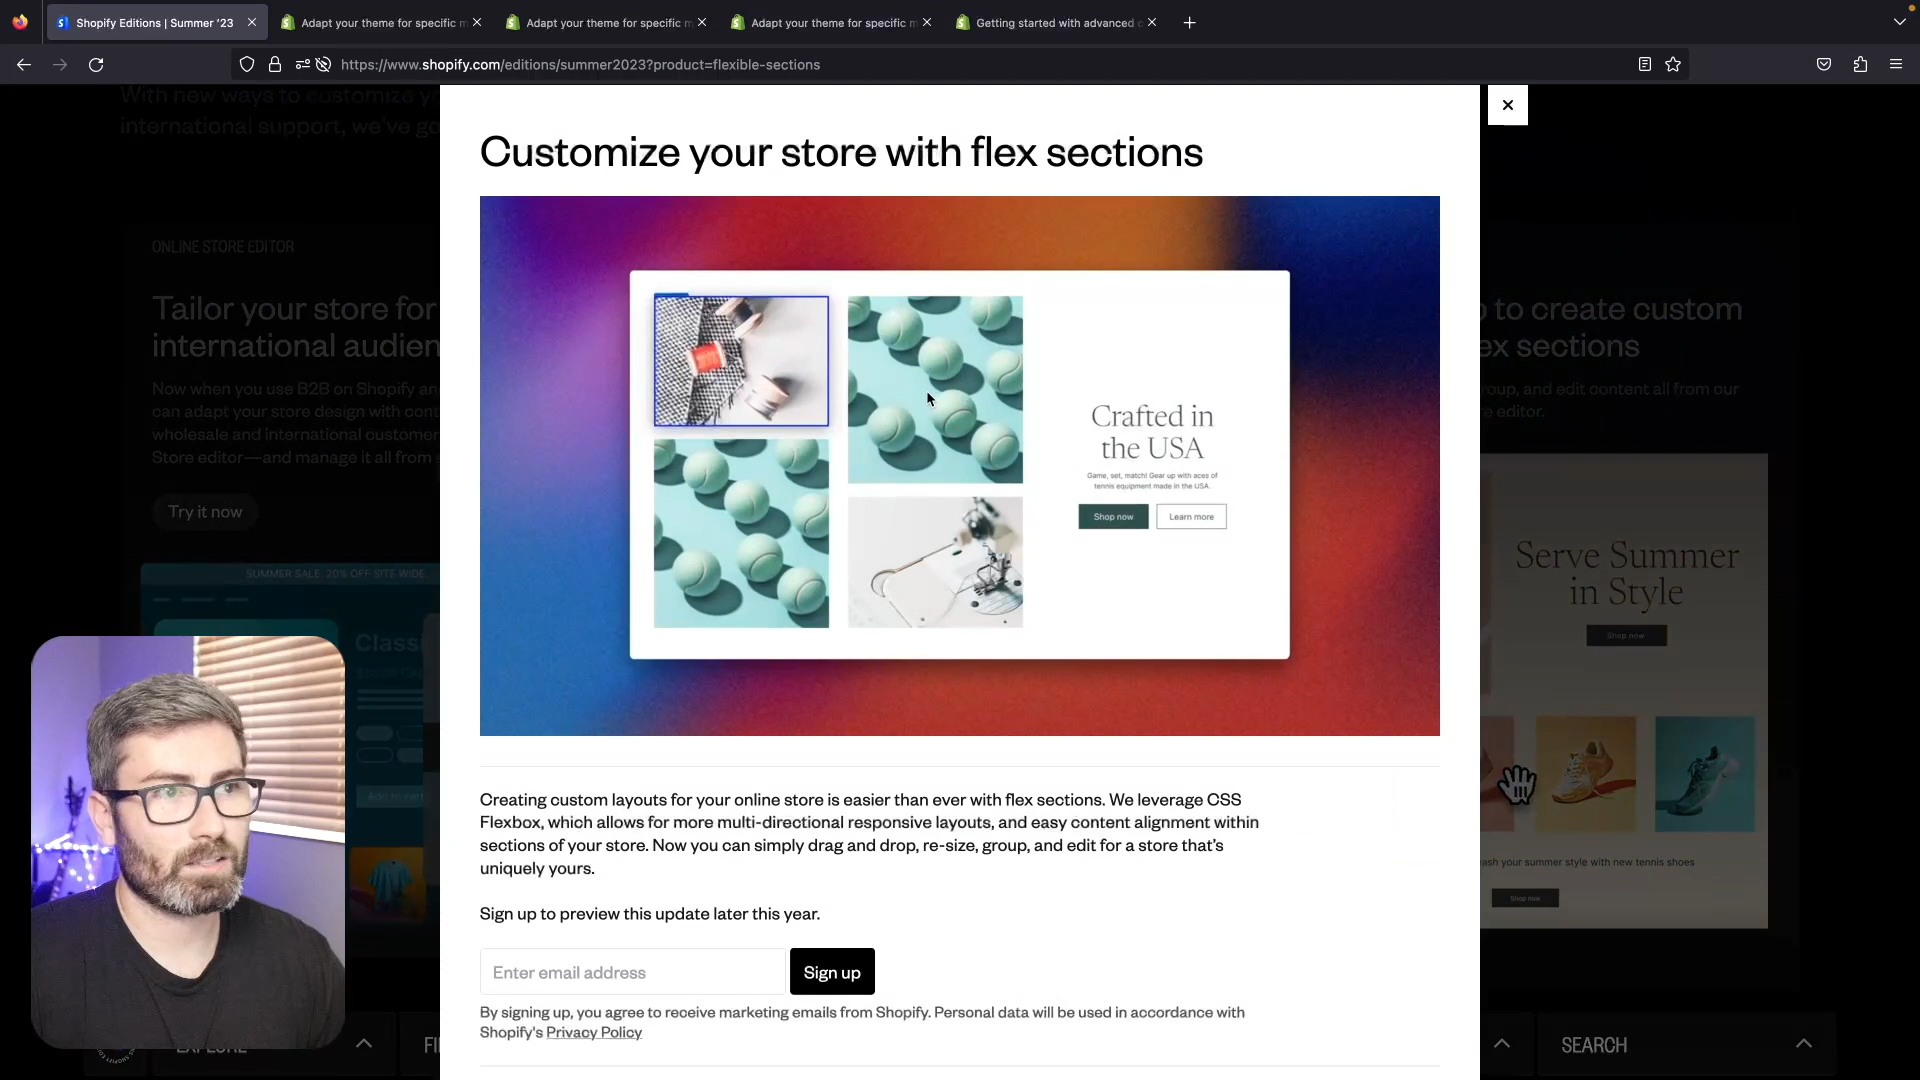 Shopify Editions | Summer '23
Adapt your theme for specific m
Adapt your theme for specific m
Adapt your theme for specific m
Getting started with advanced c
https://www.shopify.com/editions/summer2023?product=flexible-sections
With new ways to customize y
international support, we've go
Customize your store with flex sections
ONLINE STORE EDITOR
Tailor your store for
international audien
Now when you use B2B on Shopify an
can adapt your store design with cont
wholesale and international custome
Store editor—and manage it all from s
Try it now
SUMMER SALE: 20% OFF SITE WIDE
Classi
Add to cart
Crafted in
the USA
Game, set, match! Gear up with aces of
tennis equipment made in the USA.
Shop now
Learn more
to create custom
ex sections
roup, and edit content all from our
e editor.
Serve Summer
in Style
Shop now
ash your summer style with new tennis shoes
Shop now
Creating custom layouts for your online store is easier than ever with flex sections. We leverage CSS
Flexbox, which allows for more multi-directional responsive layouts, and easy content alignment within
sections of your store. Now you can simply drag and drop, re-size, group, and edit for a store that's
uniquely yours.
Sign up to preview this update later this year.
Enter email address
Sign up
By signing up, you agree to receive marketing emails from Shopify. Personal data will be used in accordance with
Shopify's Privacy Policy
EXPLORE
FI
SEARCH